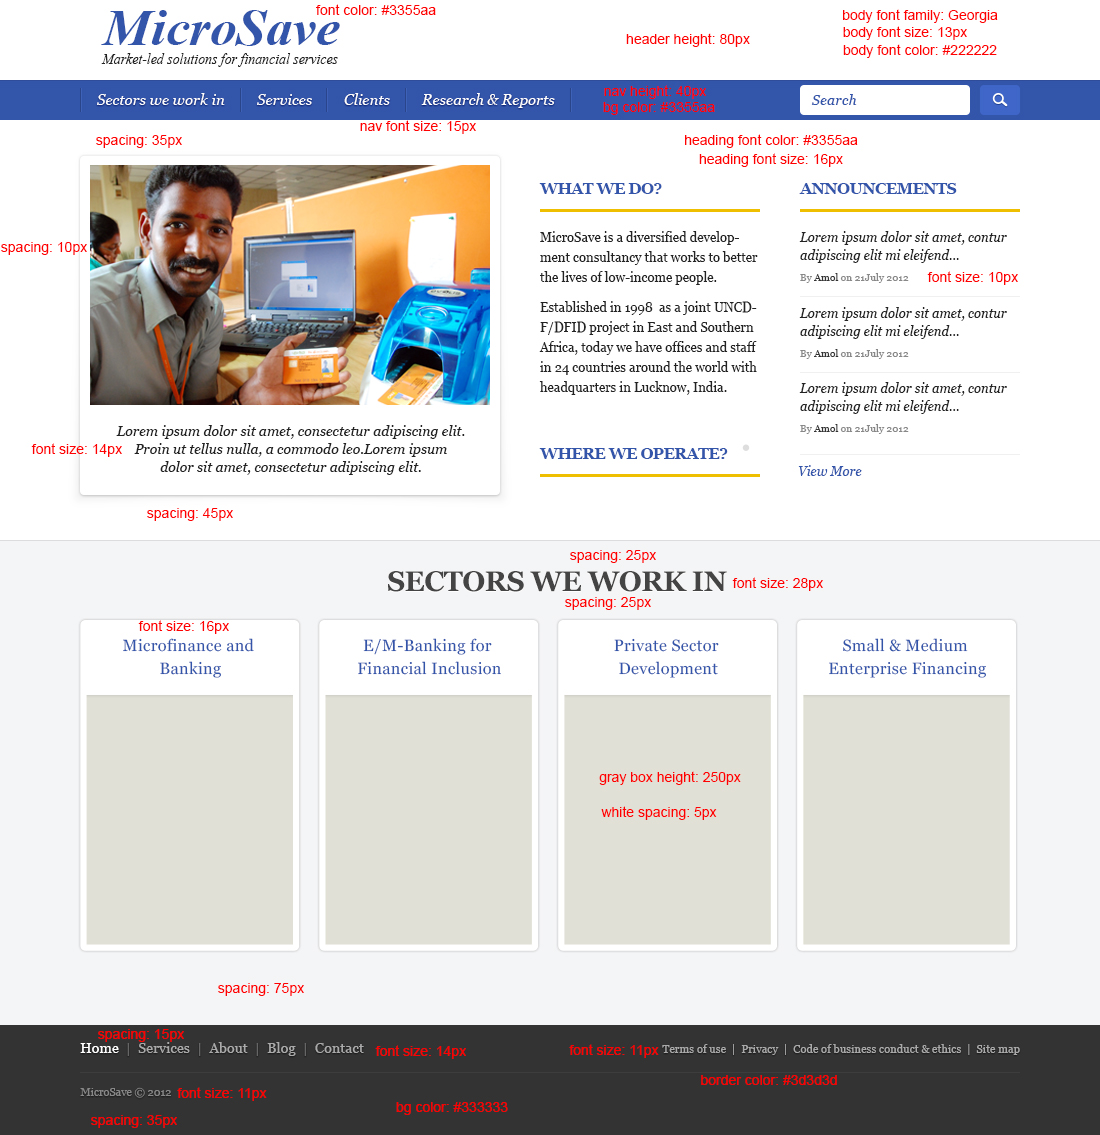 MicroSave
Market-led solutions for financial services
font color: #3355aa
header height: 80px
body font family: Georgia
body font size: 13px
body font color: #222222
Sectors we work in
Services
Clients
Research & Reports
nav height: 40px
bg color: #3355aa
Search
nav font size: 15px
spacing: 35px
heading font color: #3355aa
heading font size: 16px
spacing: 10px
Lorem ipsum dolor sit amet, consectetur adipiscing elit.
Proin ut tellus nulla, a commodo leo.Lorem ipsum
dolor sit amet, consectetur adipiscing elit.
font size: 14px
spacing: 45px
WHAT WE DO?
MicroSave is a diversified develop-
ment consultancy that works to better
the lives of low-income people.
Established in 1998 as a joint UNCD-
F/DFID project in East and Southern
Africa, today we have offices and staff
in 24 countries around the world with
headquarters in Lucknow, India.
WHERE WE OPERATE?
ANNOUNCEMENTS
Lorem ipsum dolor sit amet, contur
adipiscing elit mi eleifend...
By Amol on 21July 2012
font size: 10px
Lorem ipsum dolor sit amet, contur
adipiscing elit mi eleifend...
By Amol on 21July 2012
Lorem ipsum dolor sit amet, contur
adipiscing elit mi eleifend...
By Amol on 21July 2012
View More
spacing: 25px
SECTORS WE WORK IN
font size: 28px
spacing: 25px
font size: 16px
Microfinance and
Banking
E/M-Banking for
Financial Inclusion
Private Sector
Development
Small & Medium
Enterprise Financing
gray box height: 250px
white spacing: 5px
spacing: 75px
spacing: 15px
Home | Services | About | Blog | Contact
font size: 14px
font size: 11px
Terms of use | Privacy | Code of business conduct & ethics | Site map
border color: #3d3d3d
MicroSave © 2012
font size: 11px
bg color: #333333
spacing: 35px